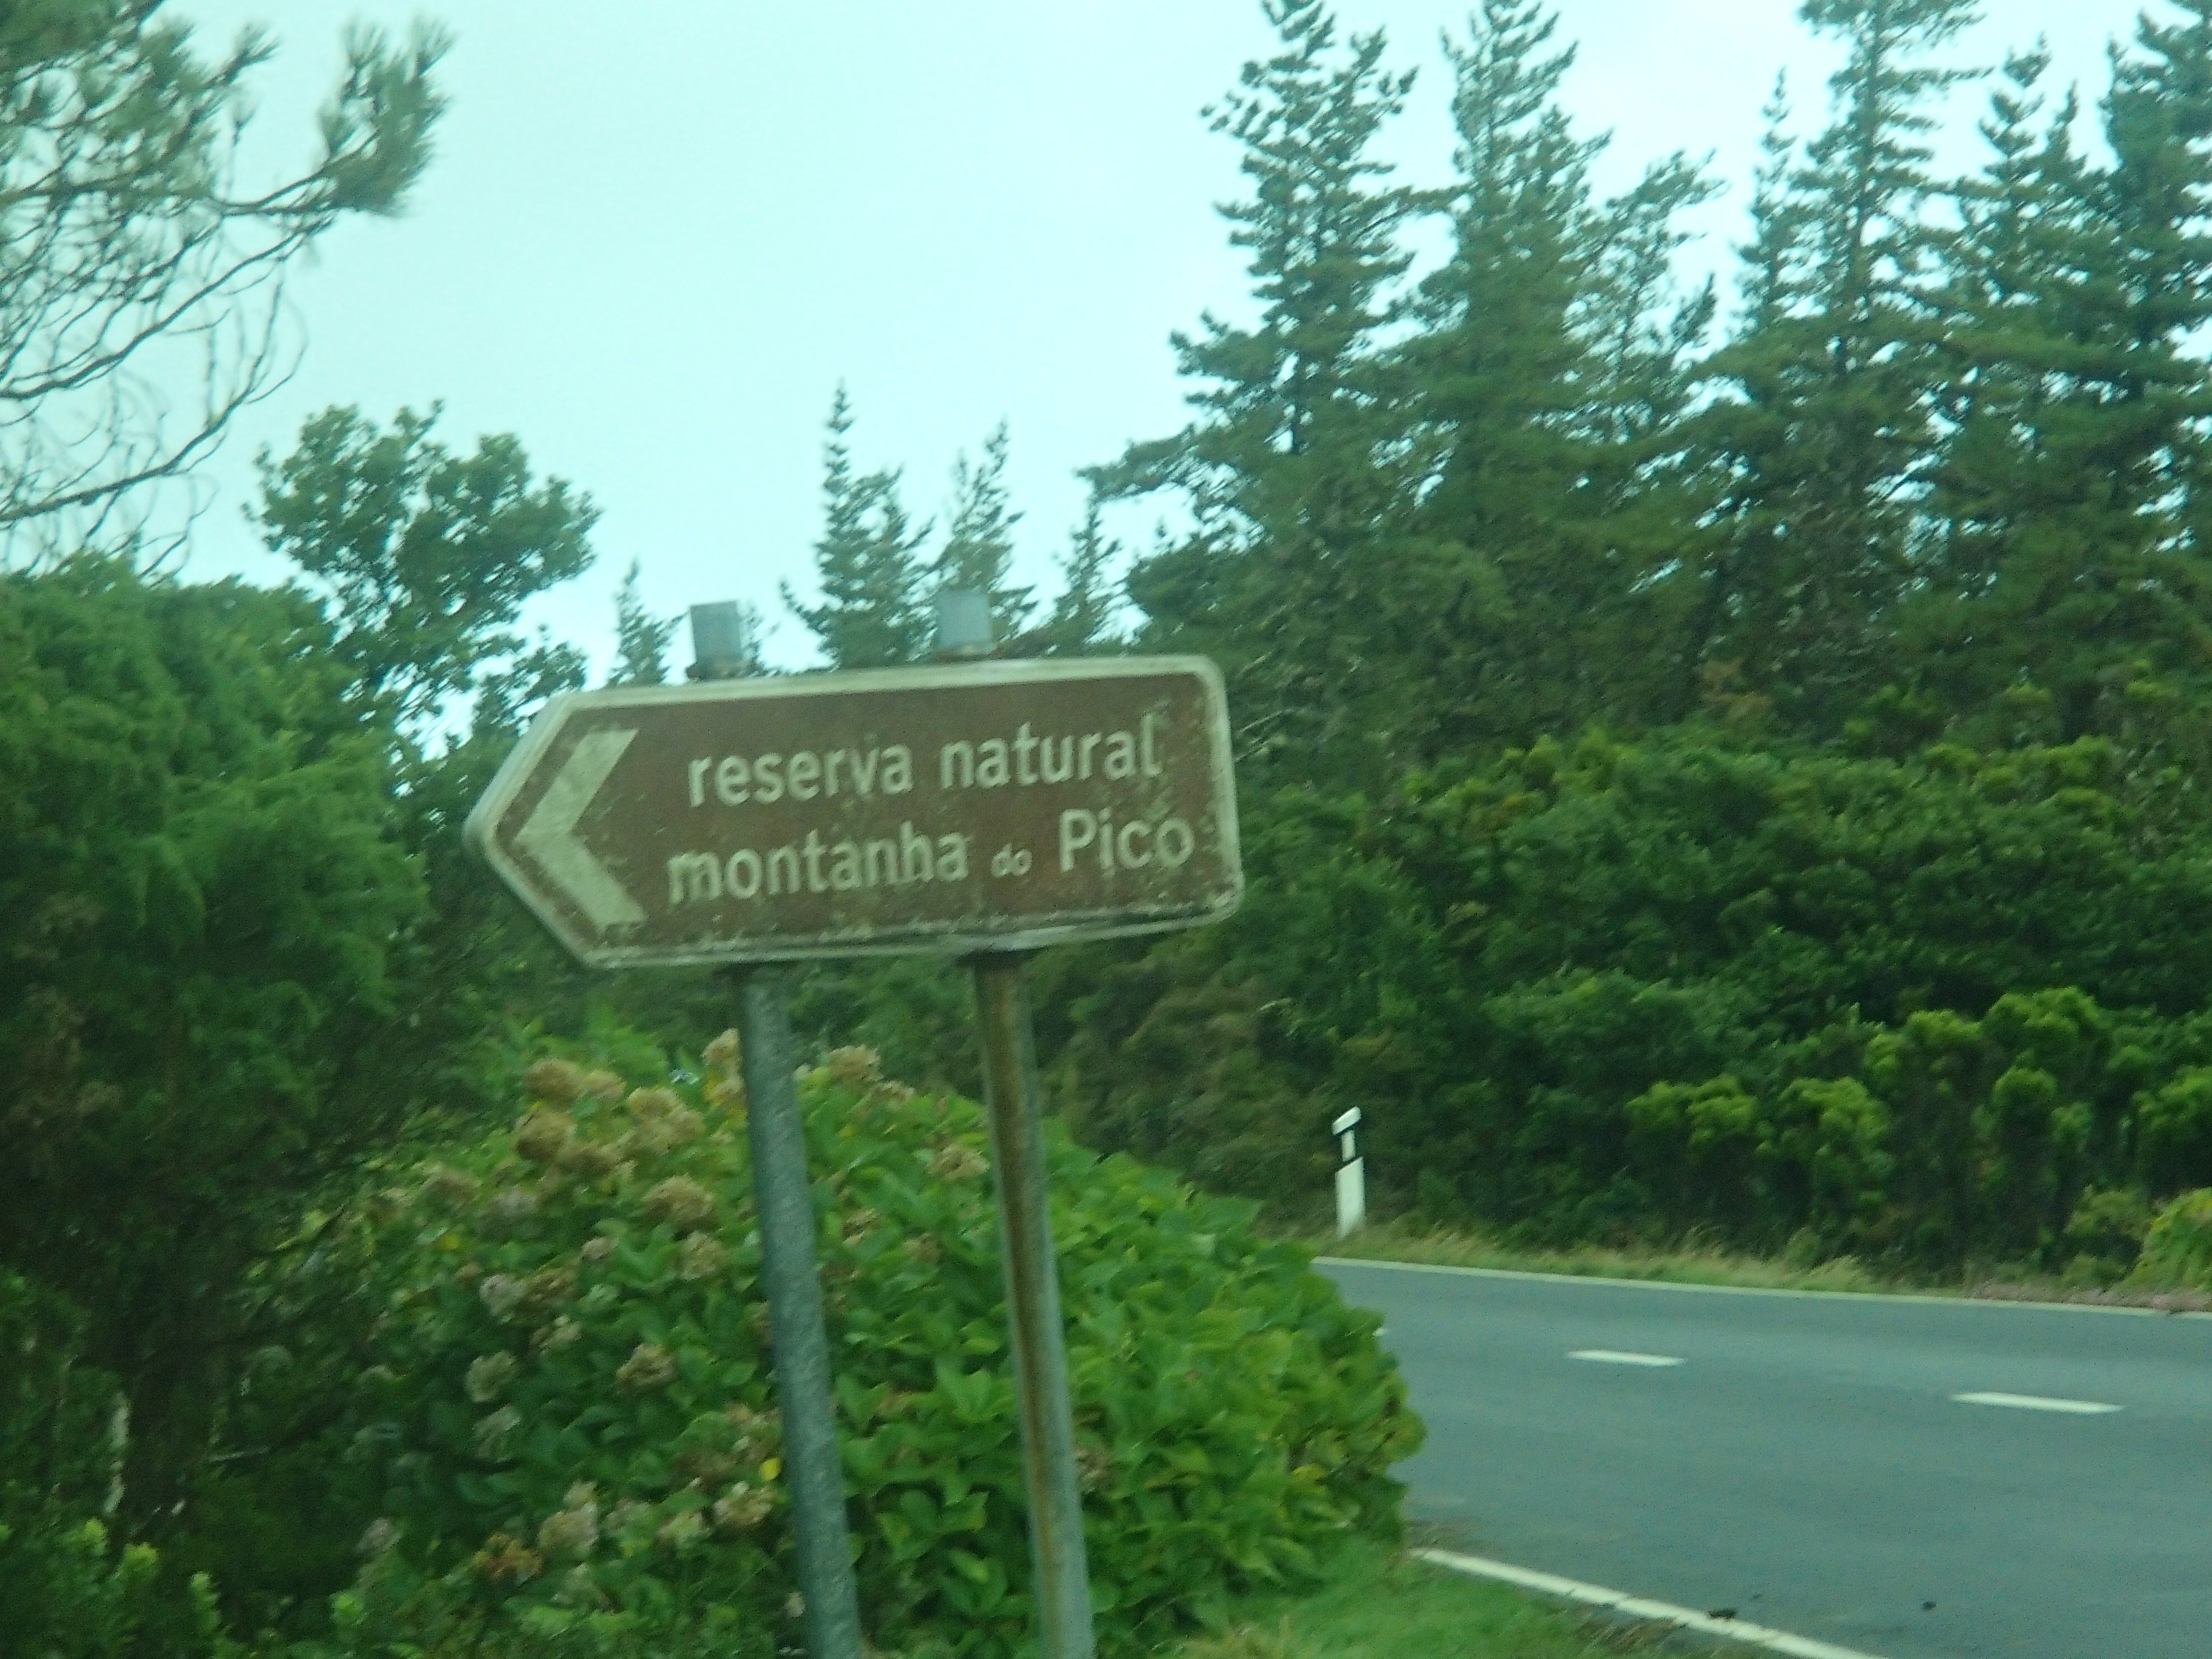 reserva natural
montanha do Pico